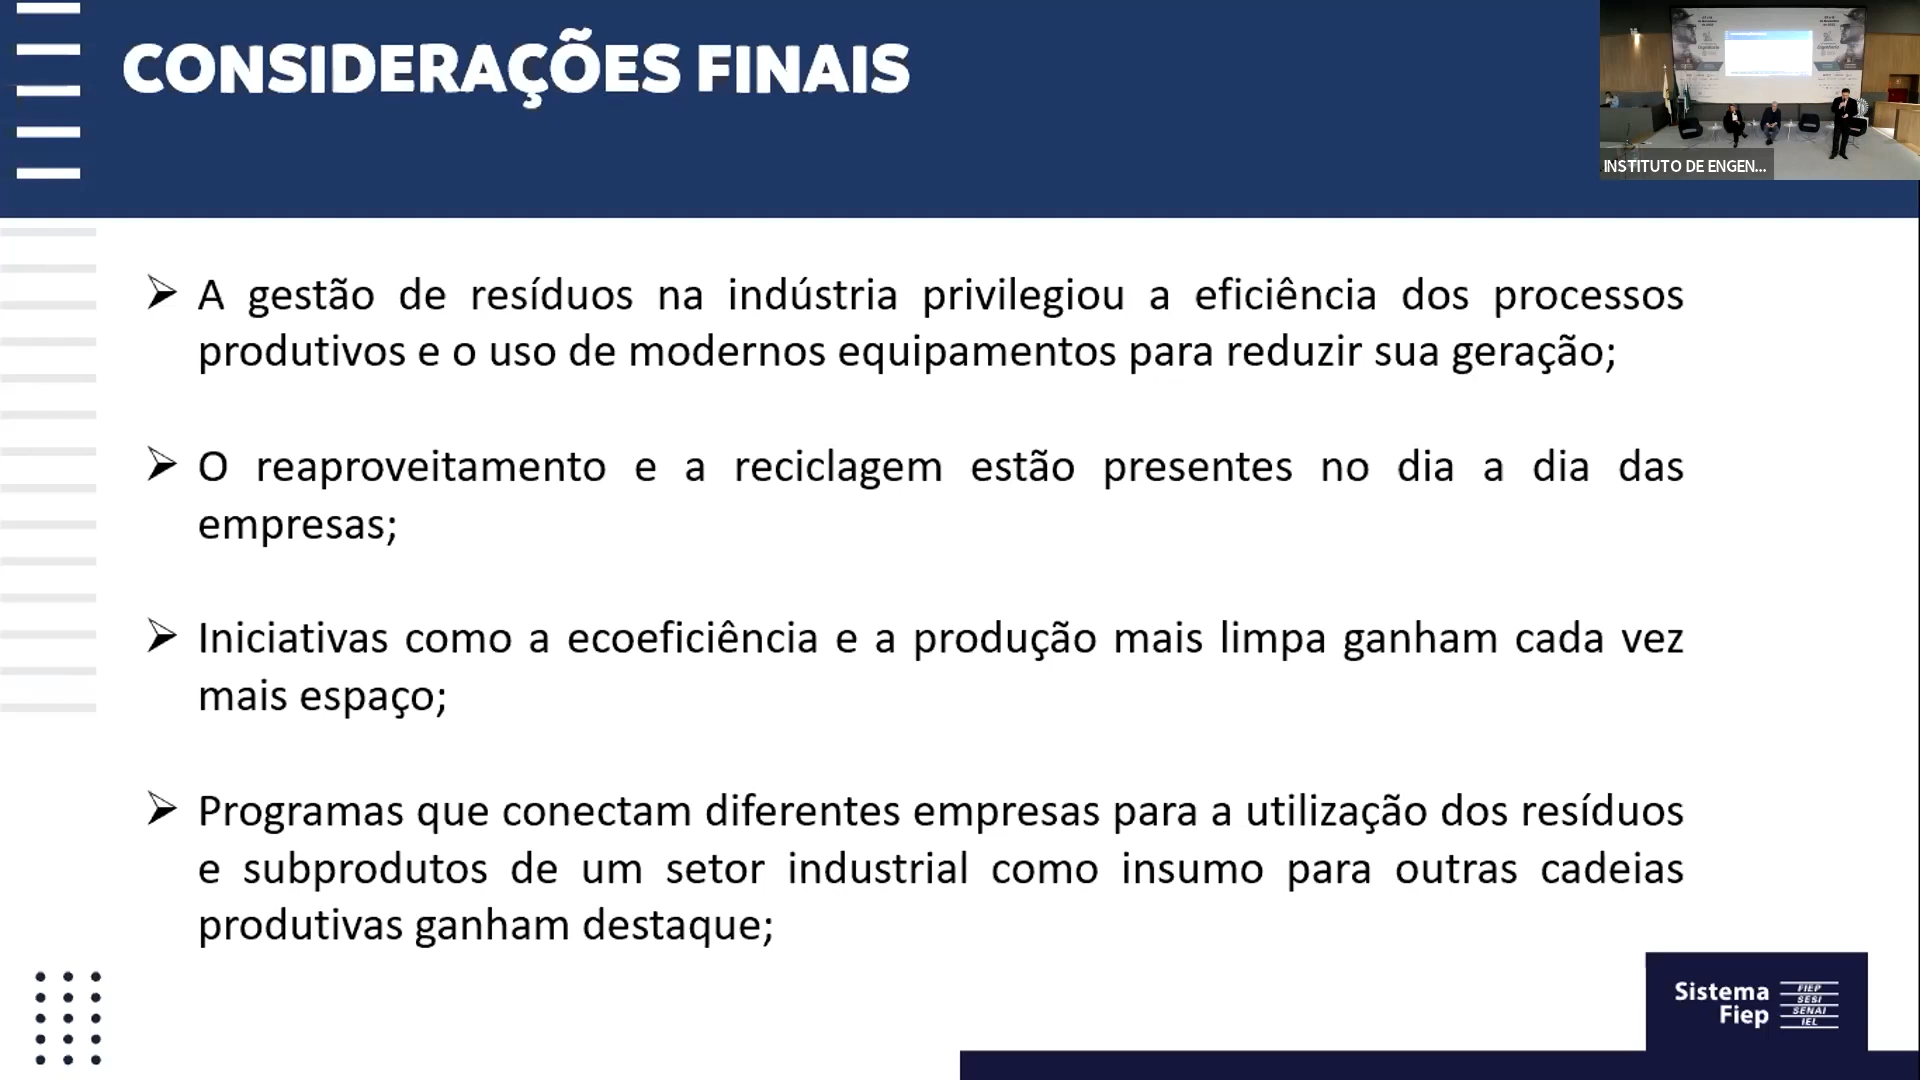 CONSIDERAÇÕES FINAIS
INSTITUTO DE ENGEN...
A gestão de resíduos na indústria privilegiou a eficiência dos processos
produtivos e o uso de modernos equipamentos para reduzir sua geração;
O reaproveitamento e a reciclagem estão presentes no dia a dia das
empresas;
Iniciativas como a ecoeficiência e a produção mais limpa ganham cada vez
mais espaço;
Programas que conectam diferentes empresas para a utilização dos resíduos
e subprodutos de um setor industrial como insumo para outras cadeias
produtivas ganham destaque;
Sistema
Fiep
FIEP
SESI
SENAI
IEL